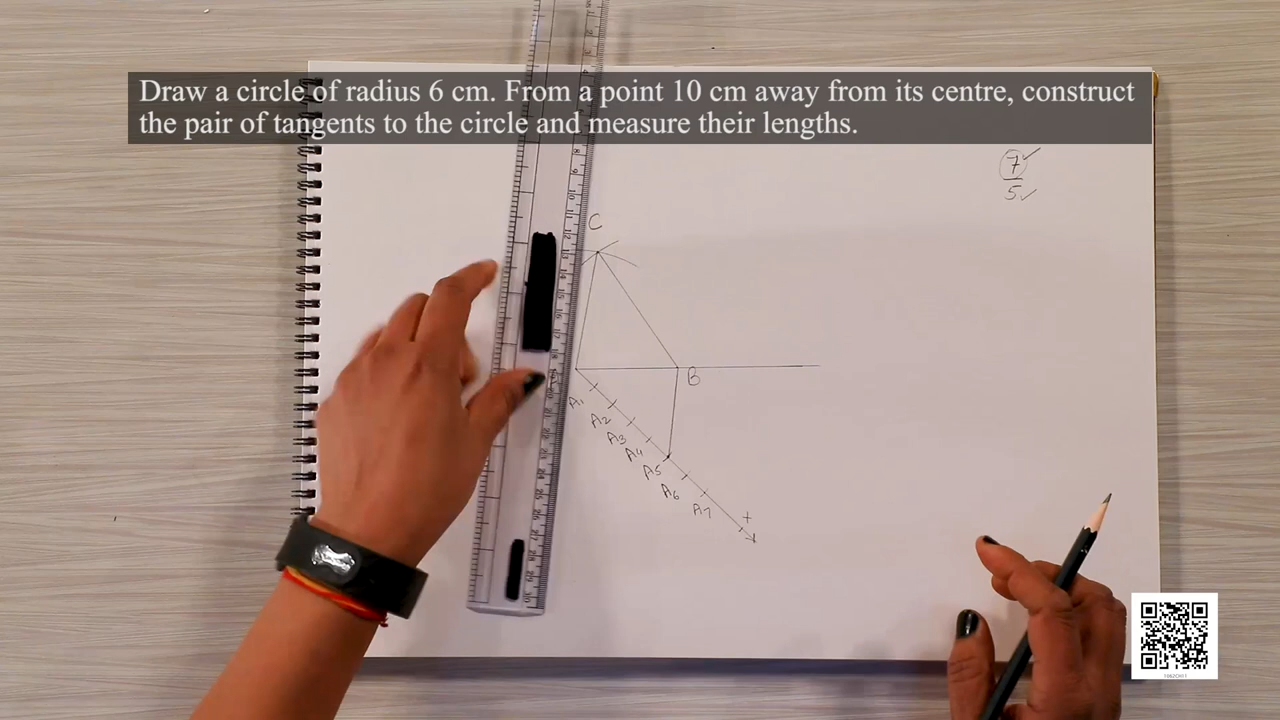 Draw a circle of radius 6 cm. From a point 10 cm away from its centre, construct
the pair of tangents to the circle and measure their lengths.
7
5
C
B
A1
A2
A3
A4
A5
A6
A7
1062CH11